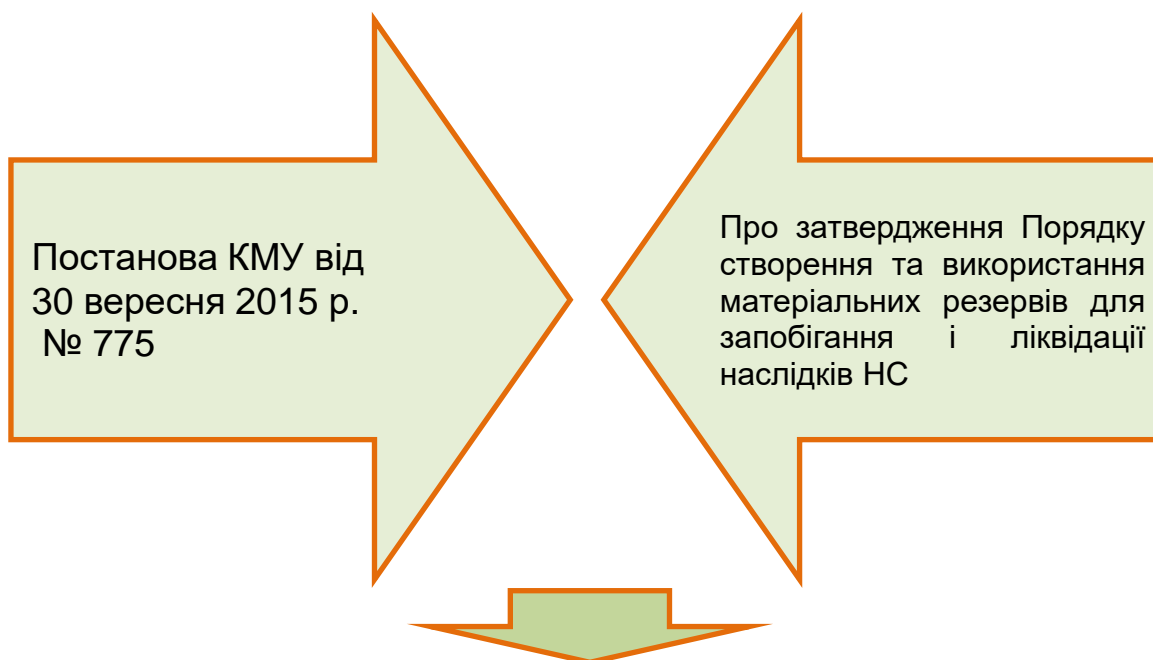 Постанова КМУ від
30 вересня 2015 р.
№ 775
Про затвердження Порядку
створення та використання
матеріальних резервів для
запобігання і ліквідації
наслідків НС